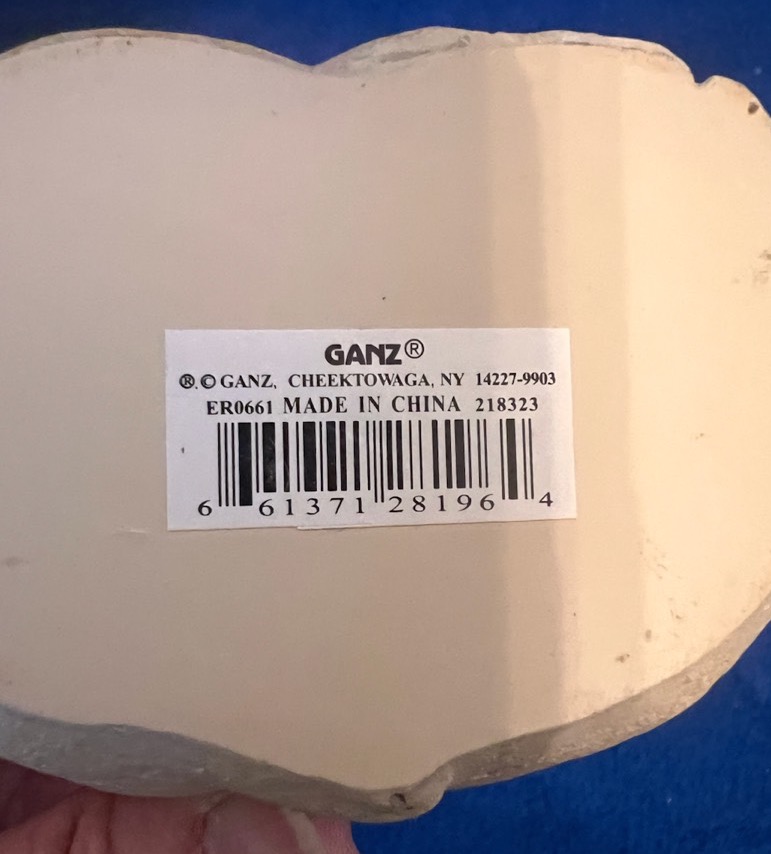 GANZ®
®.© GANZ, CHEEKTOWAGA, NY 14227-9903
ER0661 MADE IN CHINA 218323
6 61371 28196 4